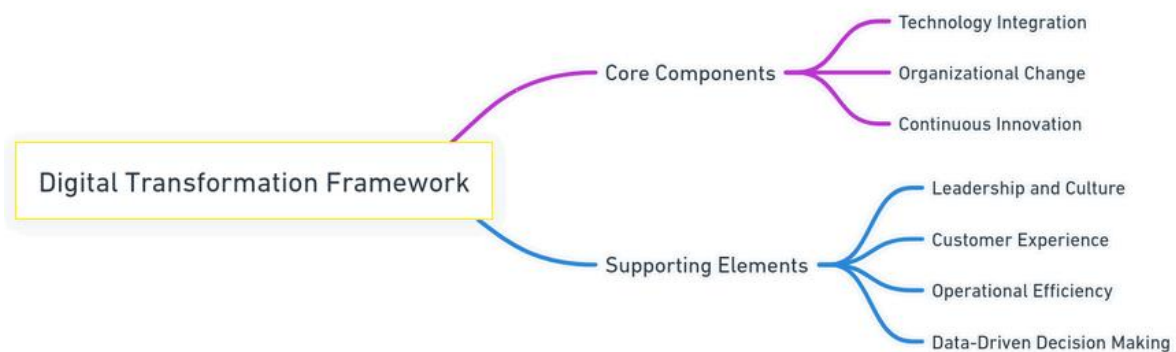 Digital Transformation Framework
Core Components
Technology Integration
Organizational Change
Continuous Innovation
Supporting Elements
Leadership and Culture
Customer Experience
Operational Efficiency
Data-Driven Decision Making